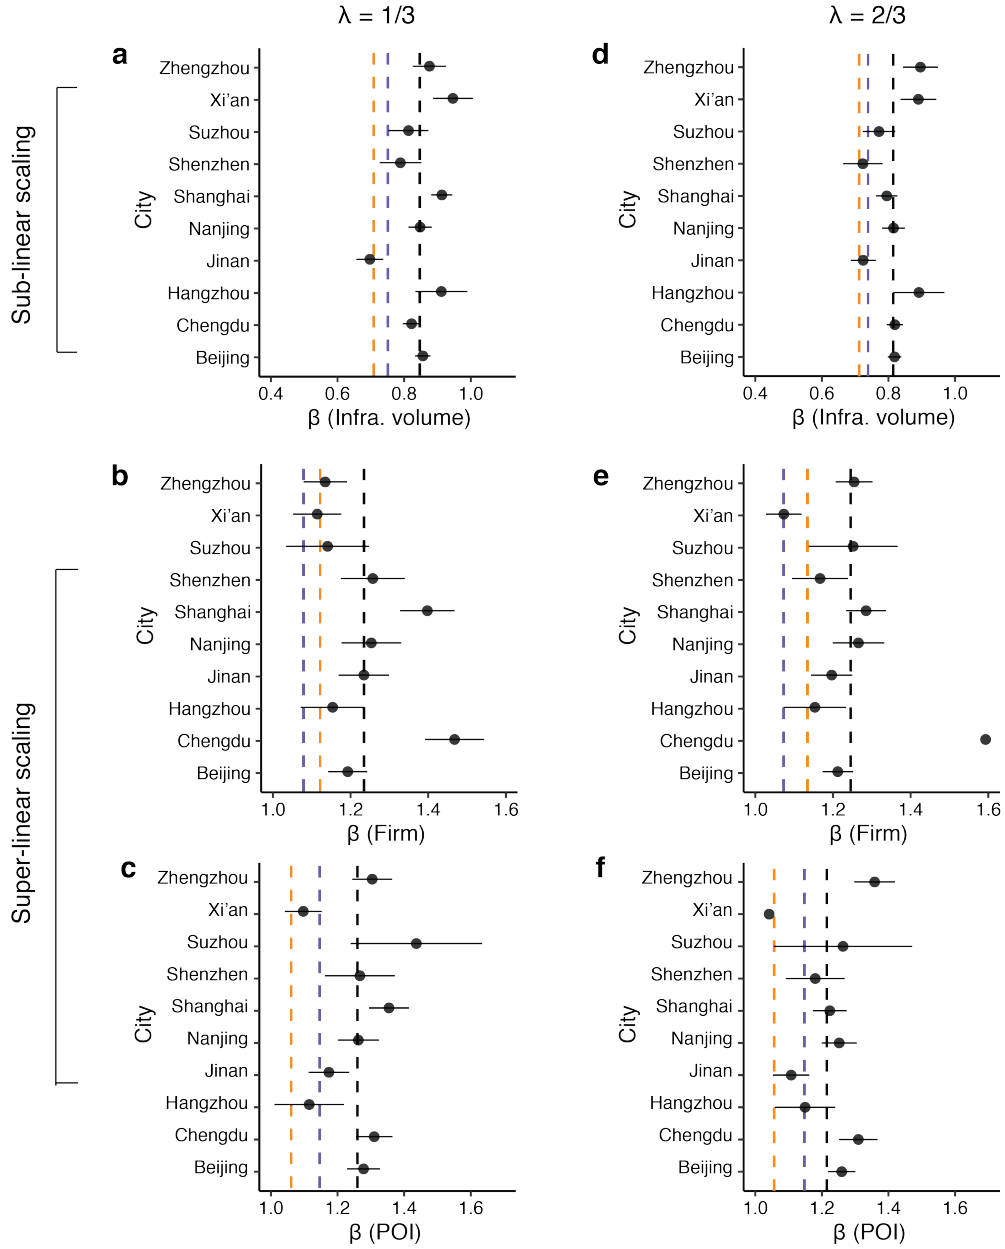 λ = 1/3
λ = 2/3
Sub-linear scaling
Super-linear scaling
a
City
Zhengzhou
Xi’an
Suzhou
Shenzhen
Shanghai
Nanjing
Jinan
Hangzhou
Chengdu
Beijing
0.4 0.6 0.8 1.0
β (Infra. volume)
d
City
Zhengzhou
Xi’an
Suzhou
Shenzhen
Shanghai
Nanjing
Jinan
Hangzhou
Chengdu
Beijing
0.4 0.6 0.8 1.0
β (Infra. volume)
b
City
Zhengzhou
Xi’an
Suzhou
Shenzhen
Shanghai
Nanjing
Jinan
Hangzhou
Chengdu
Beijing
1.0 1.2 1.4 1.6
β (Firm)
e
City
Zhengzhou
Xi’an
Suzhou
Shenzhen
Shanghai
Nanjing
Jinan
Hangzhou
Chengdu
Beijing
1.0 1.2 1.4 1.6
β (Firm)
c
City
Zhengzhou
Xi’an
Suzhou
Shenzhen
Shanghai
Nanjing
Jinan
Hangzhou
Chengdu
Beijing
1.0 1.2 1.4 1.6
β (POI)
f
City
Zhengzhou
Xi’an
Suzhou
Shenzhen
Shanghai
Nanjing
Jinan
Hangzhou
Chengdu
Beijing
1.0 1.2 1.4 1.6
β (POI)